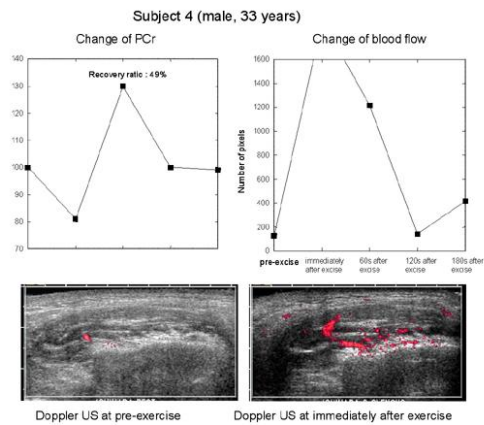 Subject 4 (male, 33 years)
Change of PCr
Change of blood flow
140
130
120
110
100
90
80
70
Recovery ratic : 49%
Number of pixels
1600
1400
1200
1000
800
600
400
200
0
pre-excise
immediately
after excise
60s after
excise
120s after
excise
180s after
excise
Doppler US at pre-exercise
Doppler US at immediately after exercise